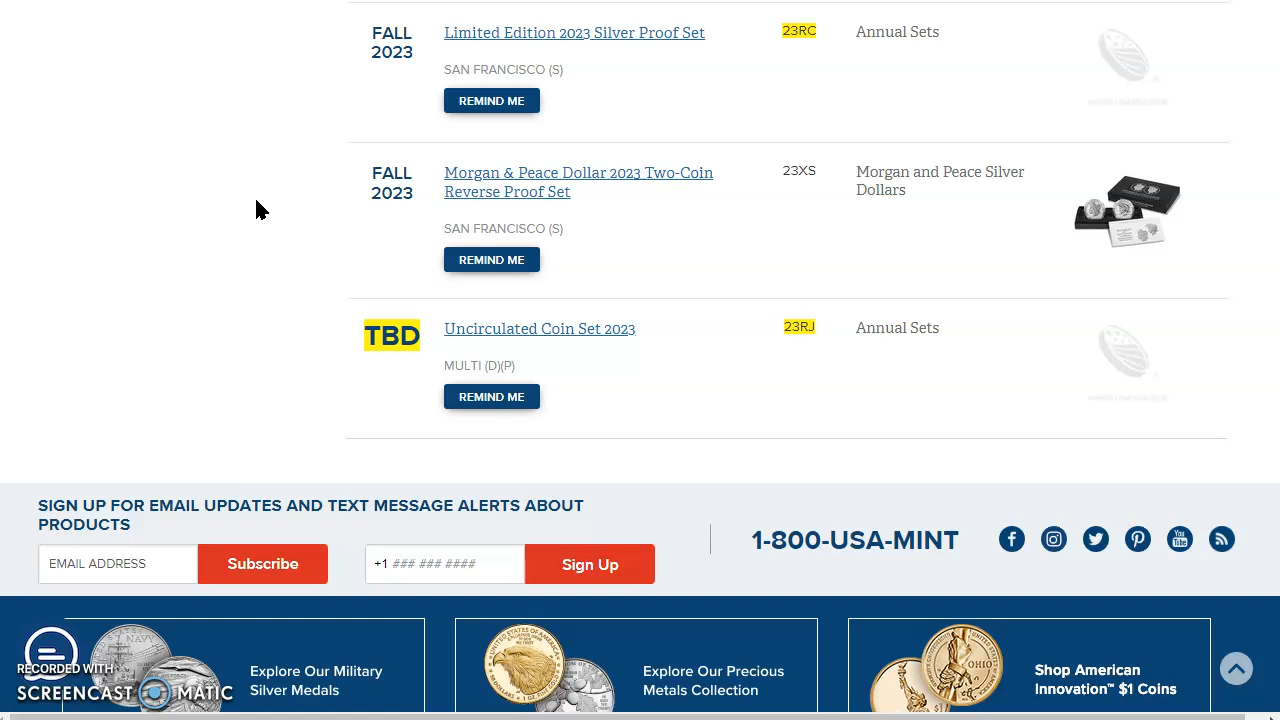 FALL
2023
Limited Edition 2023 Silver Proof Set
23RC
Annual Sets
SAN FRANCISCO (S)
REMIND ME
FALL
2023
Morgan & Peace Dollar 2023 Two-Coin
Reverse Proof Set
23XS
Morgan and Peace Silver
Dollars
SAN FRANCISCO (S)
REMIND ME
TBD
Uncirculated Coin Set 2023
23RJ
Annual Sets
MULTI (D)(P)
REMIND ME
SIGN UP FOR EMAIL UPDATES AND TEXT MESSAGE ALERTS ABOUT
PRODUCTS
EMAIL ADDRESS
Subscribe
+1 ### ### ####
Sign Up
1-800-USA-MINT
You
Tube
Explore Our Military
Silver Medals
Explore Our Precious
Metals Collection
Shop American
Innovation™ $1 Coins
OHIO
RECORDED WITH
SCREENCAST MATIC